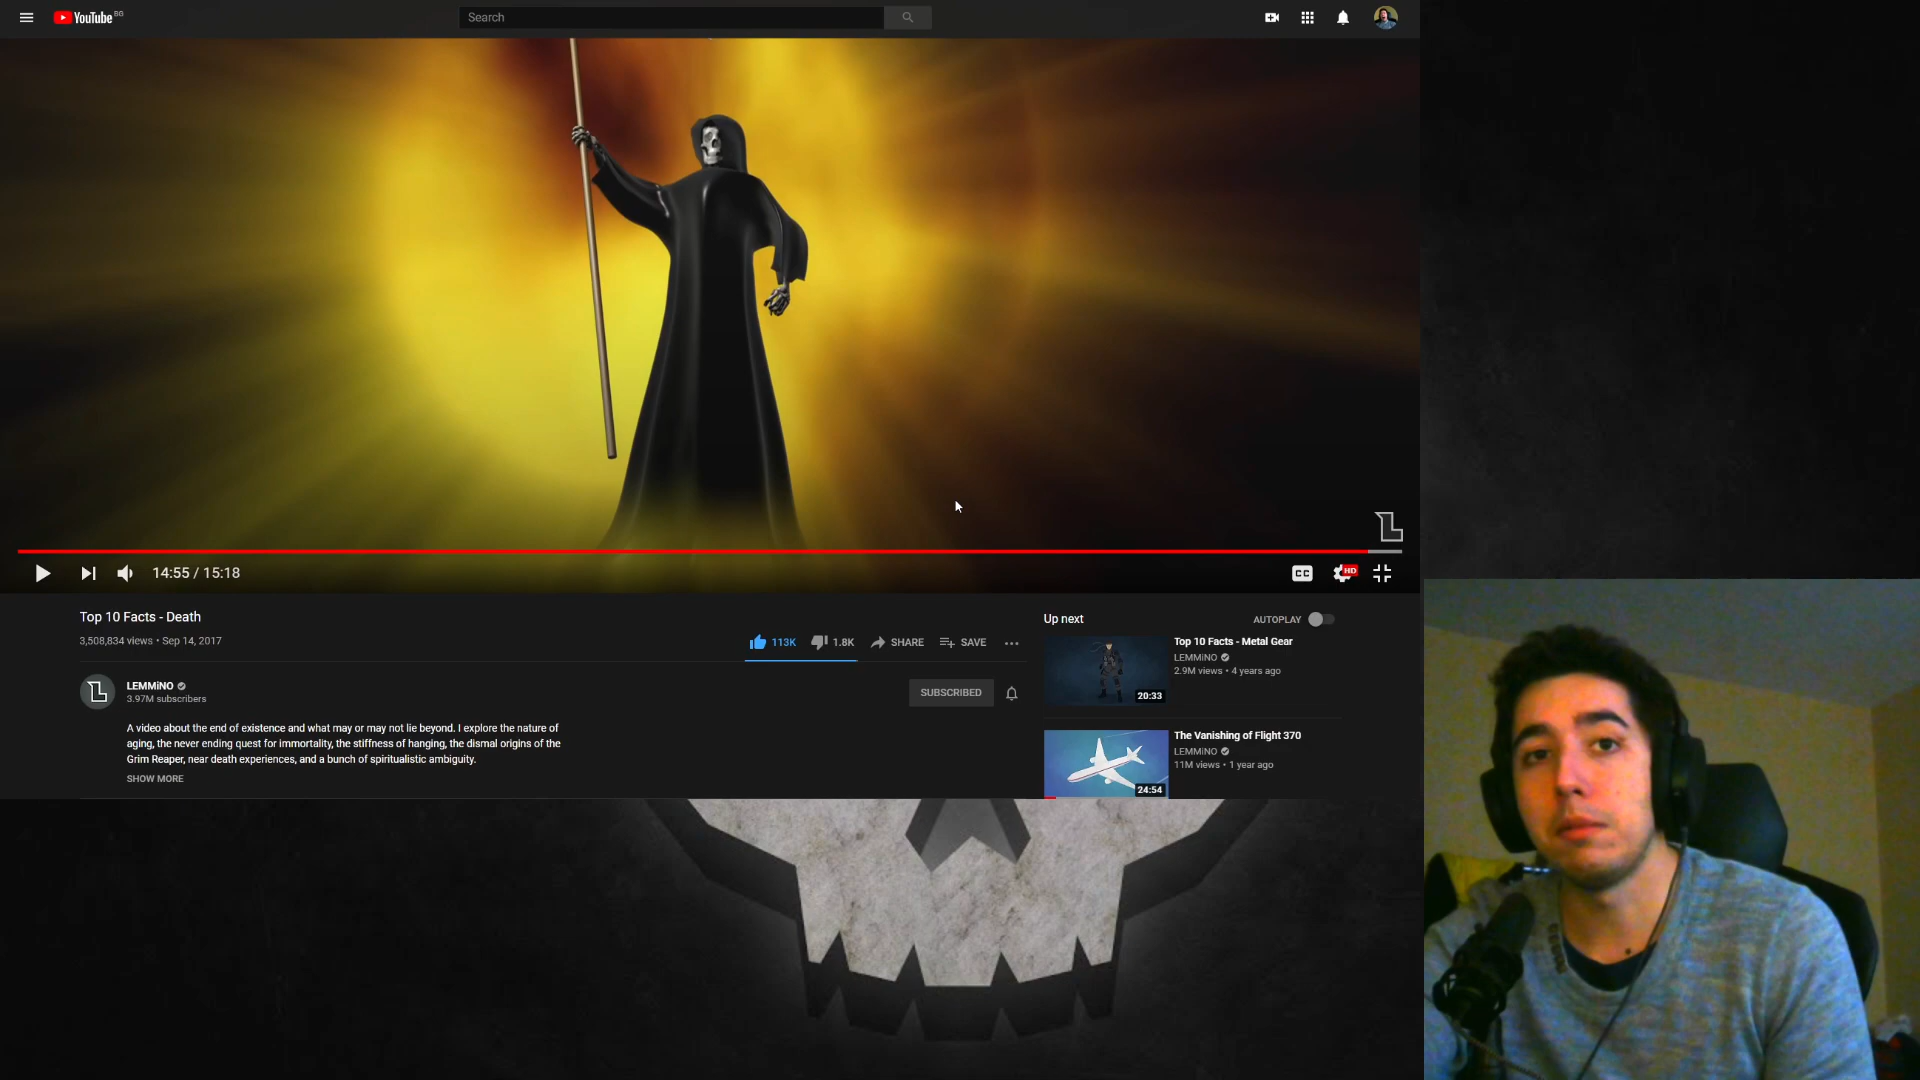 YouTube BG
Search
14:55 / 15:18
CC
HD
Top 10 Facts - Death
3,508,834 views • Sep 14, 2017
113K
1.8K
SHARE
SAVE
LEMMiNO
3.97M subscribers
SUBSCRIBED
A video about the end of existence and what may or may not lie beyond. I explore the nature of
aging, the never ending quest for immortality, the stiffness of hanging, the dismal origins of the
Grim Reaper, near death experiences, and a bunch of spiritualistic ambiguity.
SHOW MORE
Up next
AUTOPLAY
Top 10 Facts - Metal Gear
LEMMiNO
2.9M views • 4 years ago
20:33
The Vanishing of Flight 370
LEMMiNO
11M views • 1 year ago
24:54